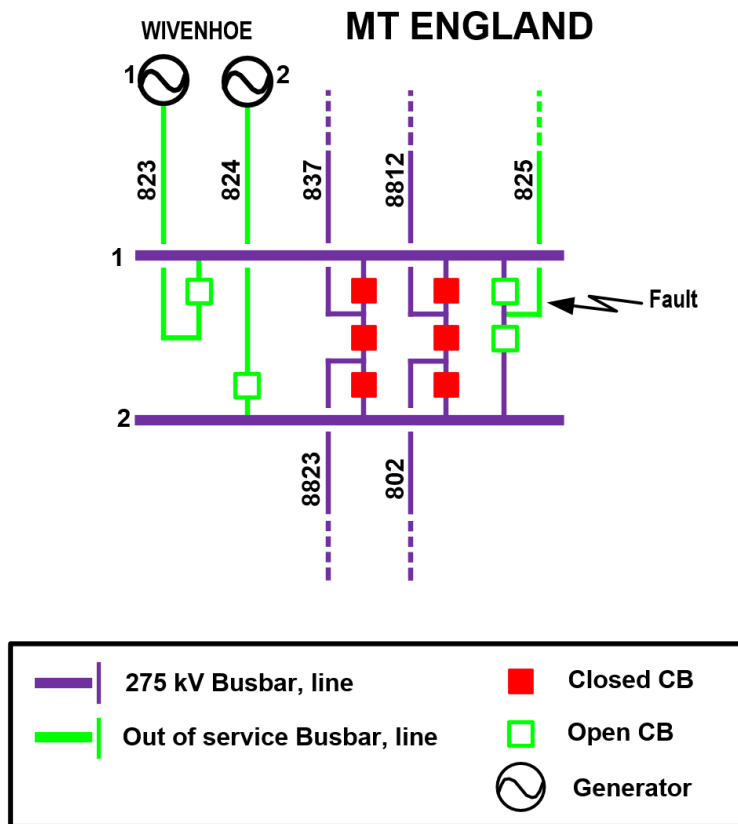 MT ENGLAND
WIVENHOE
1
2
823
824
837
8812
825
1
Fault
2
8823
802
275 kV Busbar, line
Closed CB
Out of service Busbar, line
Open CB
Generator